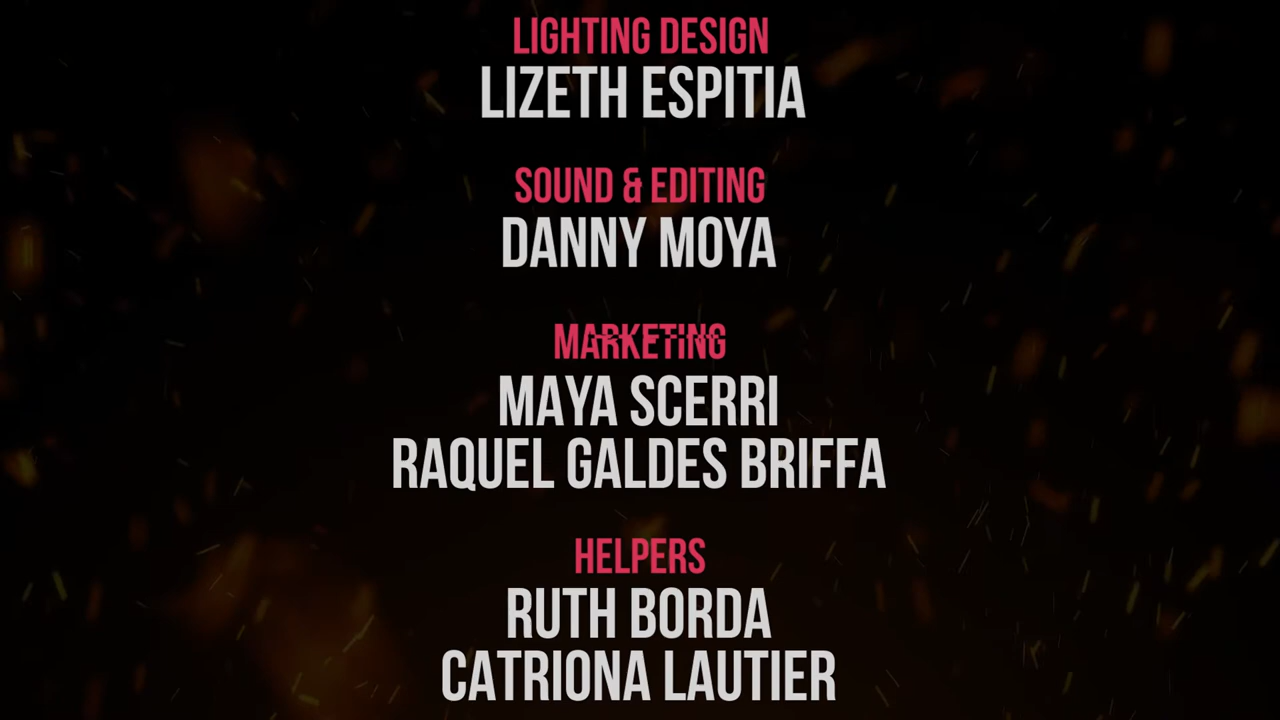 LIGHTING DESIGN
LIZETH ESPITIA
SOUND & EDITING
DANNY MOYA
MARKETING
MAYA SCERRI
RAQUEL GALDES BRIFFA
HELPERS
RUTH BORDA
CATRIONA LAUTIER